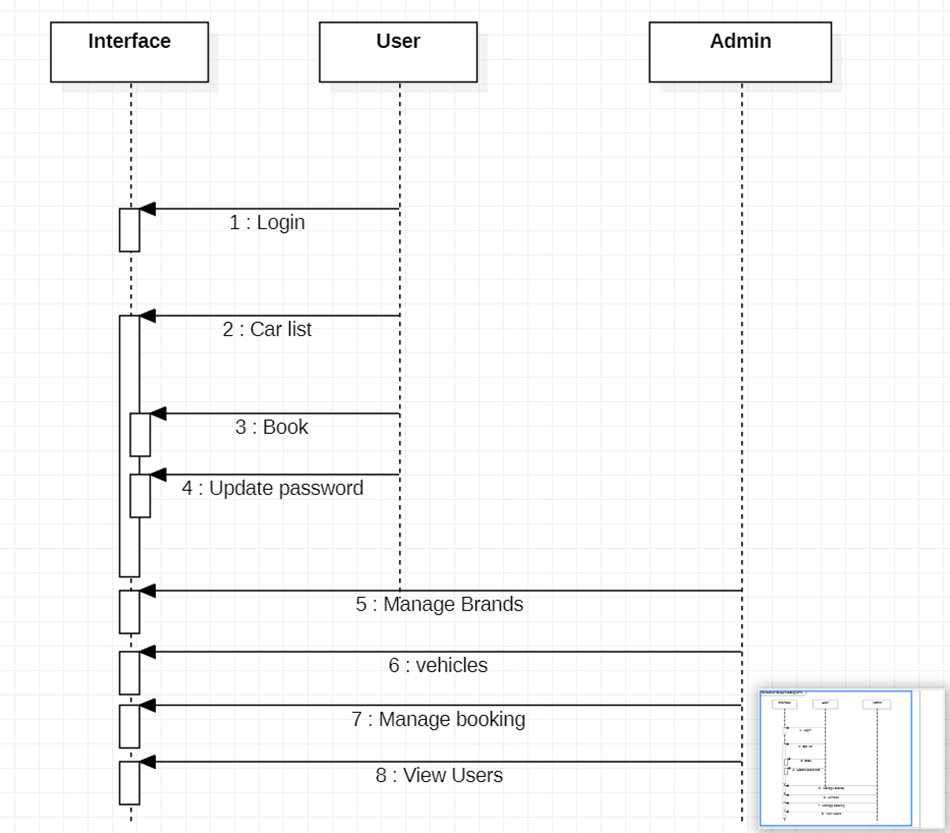 Interface
User
Admin
1 : Login
2 : Car list
3 : Book
4 : Update password
5 : Manage Brands
6 : vehicles
7 : Manage booking
8 : View Users